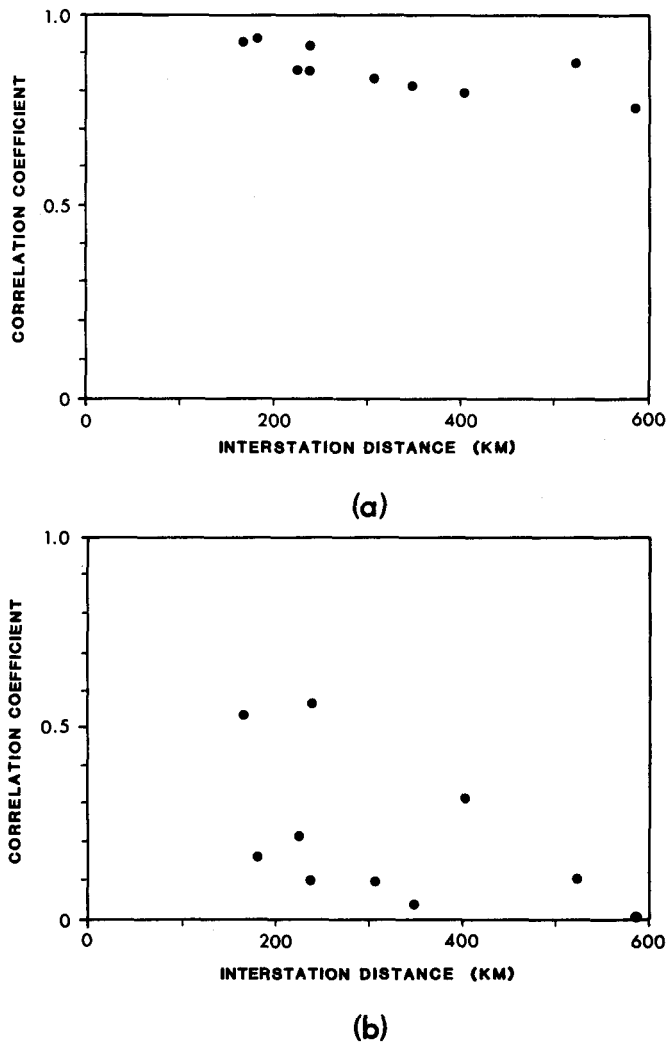 1.0
0.5
0
CORRELATION COEFFICIENT
0 200 400 600
INTERSTATION DISTANCE (KM)
(a)
1.0
0.5
0
CORRELATION COEFFICIENT
0 200 400 600
INTERSTATION DISTANCE (KM)
(b)